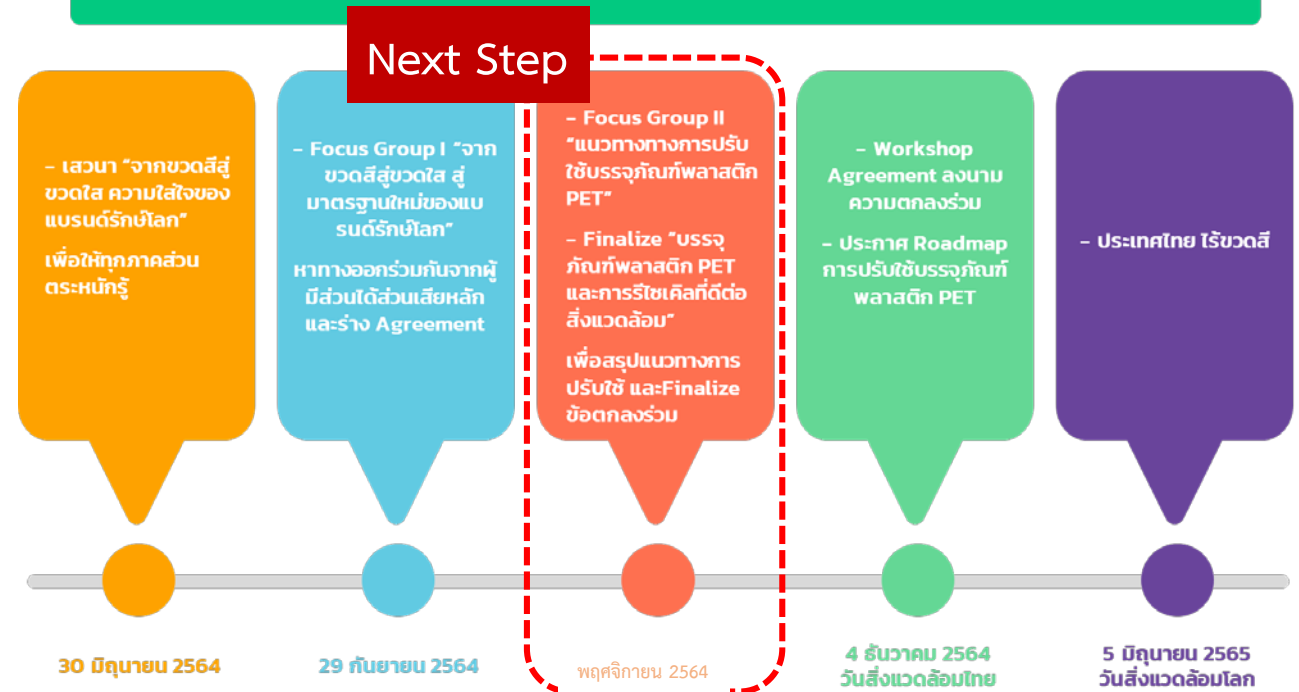 Next Step
- เสวนา "จากขวดสีสู่
ขวดใส ความใส่ใจของ
แบรนด์รักษ์โลก"
เพื่อให้ทุกภาคส่วน
ตระหนักรู้
- Focus Group I "จาก
ขวดสีสู่ขวดใส สู่
มาตรฐานใหม่ของแบ
รนด์รักษ์โลก"
หาทางออกร่วมกันจากผู้
มีส่วนได้ส่วนเสียหลัก
และร่าง Agreement
- Focus Group II
"แนวทางทางการปรับ
ใช้บรรจุภัณฑ์พลาสติก
PET"
- Finalize "บรรจุ
ภัณฑ์พลาสติก PET
และการรีไซเคิลที่ดีต่อ
สิ่งแวดล้อม"
เพื่อสรุปแนวทางการ
ปรับใช้ และFinalize
ข้อตกลงร่วม
- Workshop
Agreement ลงนาม
ความตกลงร่วม
- ประกาศ Roadmap
การปรับใช้บรรจุภัณฑ์
พลาสติก PET
- ประเทศไทย ไร้ขวดสี
30 มิถุนายน 2564
29 กันยายน 2564
พฤศจิกายน 2564
4 ธันวาคม 2564
วันสิ่งแวดล้อมไทย
5 มิถุนายน 2565
วันสิ่งแวดล้อมโลก